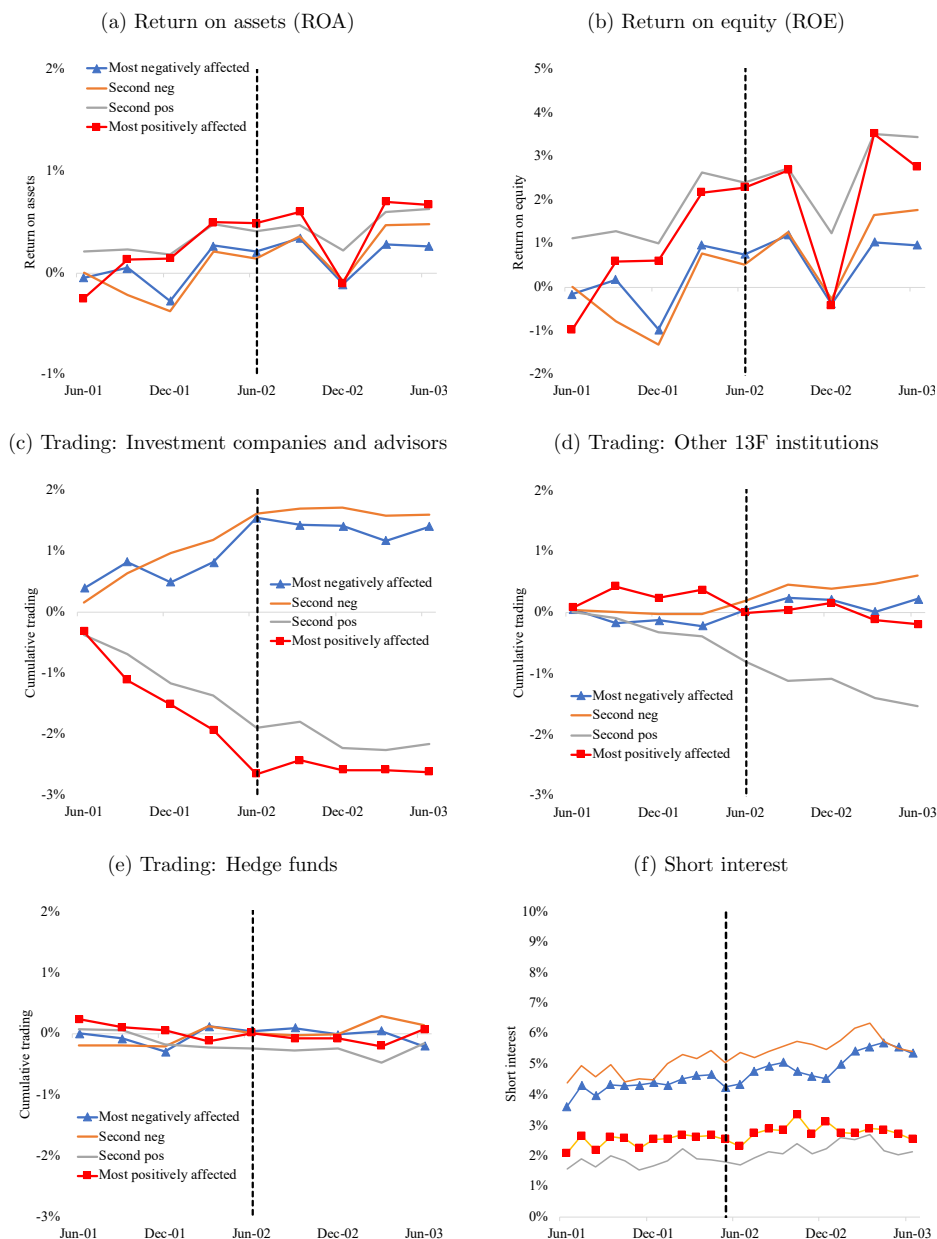 (a) Return on assets (ROA)
2%
1%
0%
-1%
Return on assets
Most negatively affected
Second neg
Second pos
Most positively affected
Jun-01 Dec-01 Jun-02 Dec-02 Jun-03
(b) Return on equity (ROE)
5%
4%
3%
2%
1%
0%
-1%
-2%
Return on equity
Jun-01 Dec-01 Jun-02 Dec-02 Jun-03
(c) Trading: Investment companies and advisors
2%
1%
0%
-1%
-2%
-3%
Cumulative trading
Most negatively affected
Second neg
Second pos
Most positively affected
Jun-01 Dec-01 Jun-02 Dec-02 Jun-03
(d) Trading: Other 13F institutions
2%
1%
0%
-1%
-2%
-3%
Cumulative trading
Most negatively affected
Second neg
Second pos
Most positively affected
Jun-01 Dec-01 Jun-02 Dec-02 Jun-03
(e) Trading: Hedge funds
2%
1%
0%
-1%
-2%
-3%
Cumulative trading
Most negatively affected
Second neg
Second pos
Most positively affected
Jun-01 Dec-01 Jun-02 Dec-02 Jun-03
(f) Short interest
10%
9%
8%
7%
6%
5%
4%
3%
2%
1%
0%
Short interest
Jun-01 Dec-01 Jun-02 Dec-02 Jun-03